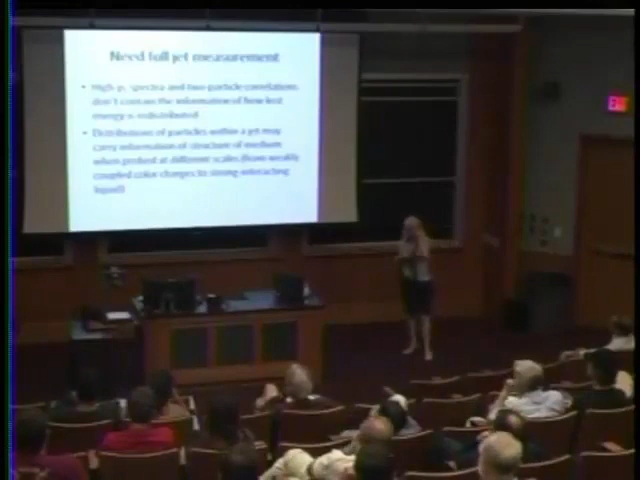 Need full jet measurement
• High-pT spectra and two-particle correlations
don't contain the information of how lost
energy is redistributed
• Distributions of particles within a jet may
carry information of structure of medium
when probed at different scales (from weakly
coupled color charges to strong-interacting
liquid)
EXIT